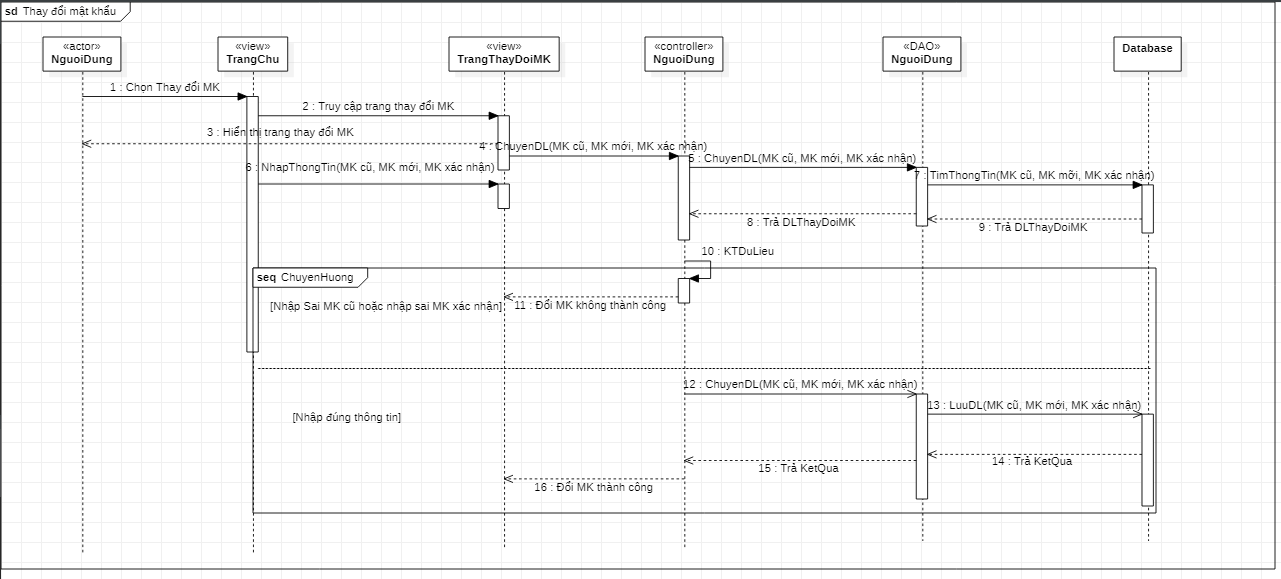 sd Thay đổi mật khẩu
«actor»
NguoiDung
«view»
TrangChu
«view»
TrangThayDoiMK
«controller»
NguoiDung
«DAO»
NguoiDung
Database
1 : Chọn Thay đổi MK
2 : Truy cập trang thay đổi MK
3 : Hiển thị trang thay đổi MK
4 : ChuyenDL(MK cũ, MK mới, MK xác nhận)
5 : ChuyenDL(MK cũ, MK mới, MK xác nhận)
6 : NhapThongTin(MK cũ, MK mới, MK xác nhận)
7 : TimThongTin(MK cũ, MK mỡi, MK xác nhận)
8 : Trả DLThayDoiMK
9 : Trả DLThayDoiMK
10 : KTDuLieu
seq ChuyenHuong
[Nhập Sai MK cũ hoặc nhập sai MK xác nhận]
11 : Đổi MK không thành công
12 : ChuyenDL(MK cũ, MK mới, MK xác nhận)
13 : LuuDL(MK cũ, MK mới, MK xác nhận)
[Nhập đúng thông tin]
14 : Trả KetQua
15 : Trả KetQua
16 : Đổi MK thành công